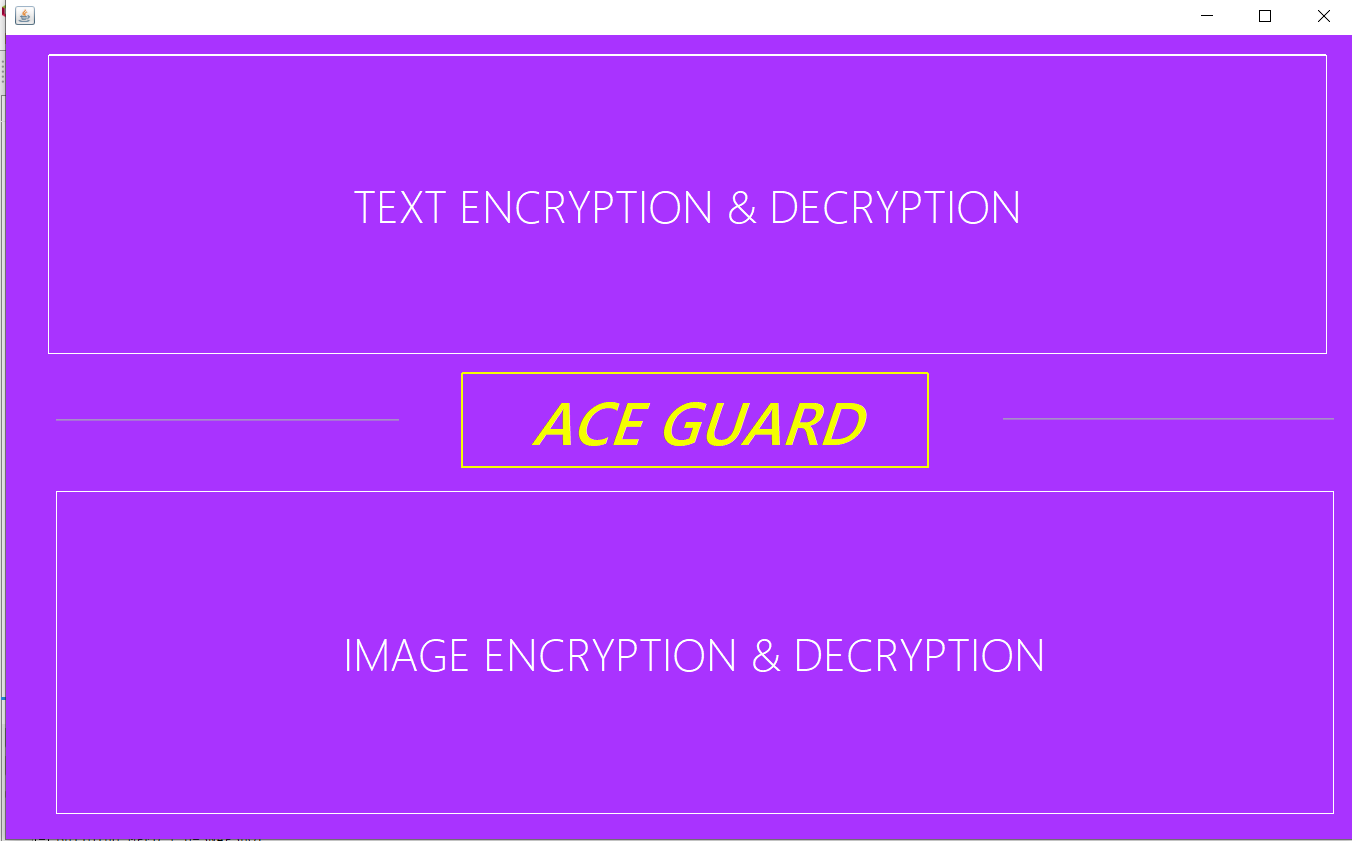 TEXT ENCRYPTION & DECRYPTION
ACE GUARD
IMAGE ENCRYPTION & DECRYPTION